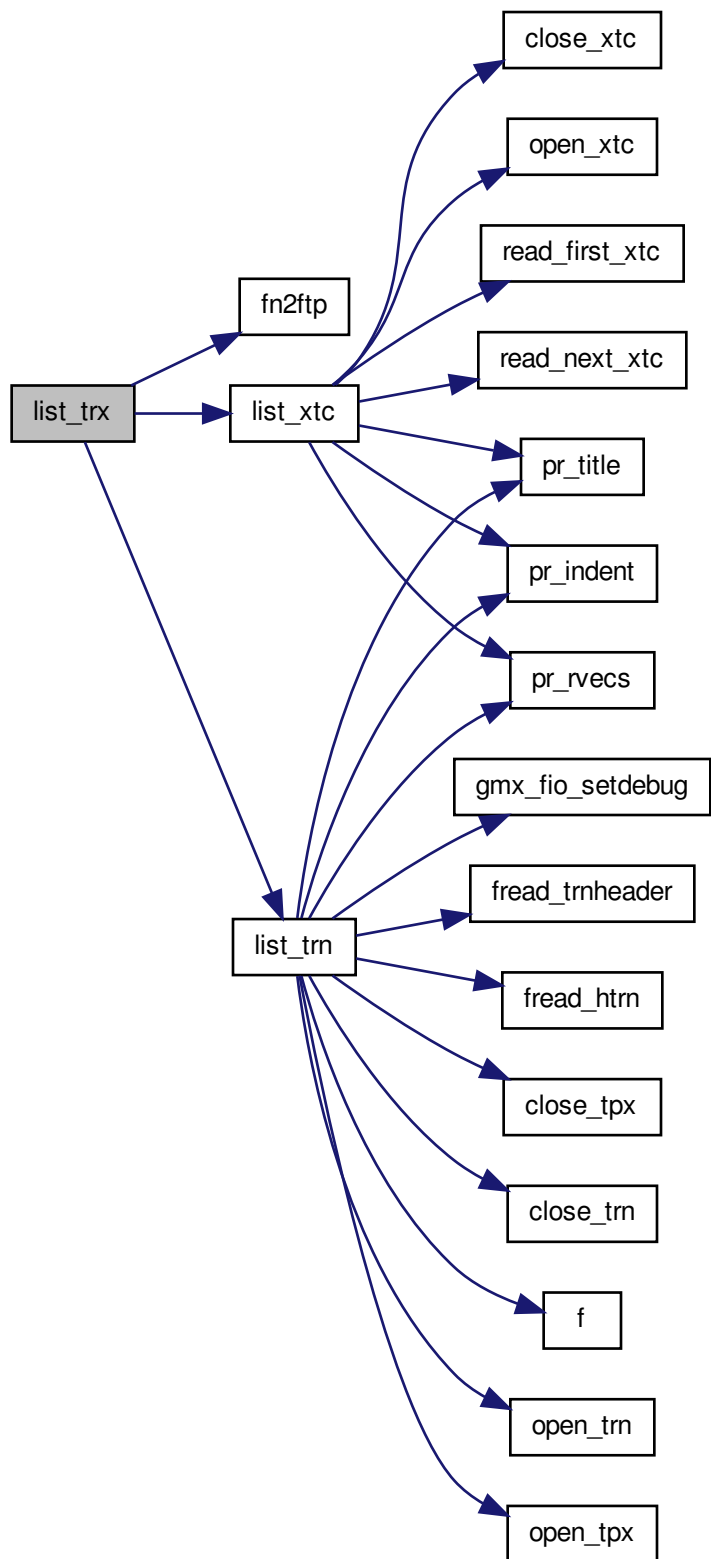 close_xtc
open_xtc
read_first_xtc
fn2ftp
read_next_xtc
list_trx
list_xtc
pr_title
pr_indent
pr_rvecs
gmx_fio_setdebug
fread_trnheader
list_trn
fread_htrn
close_tpx
close_trn
f
open_trn
open_tpx